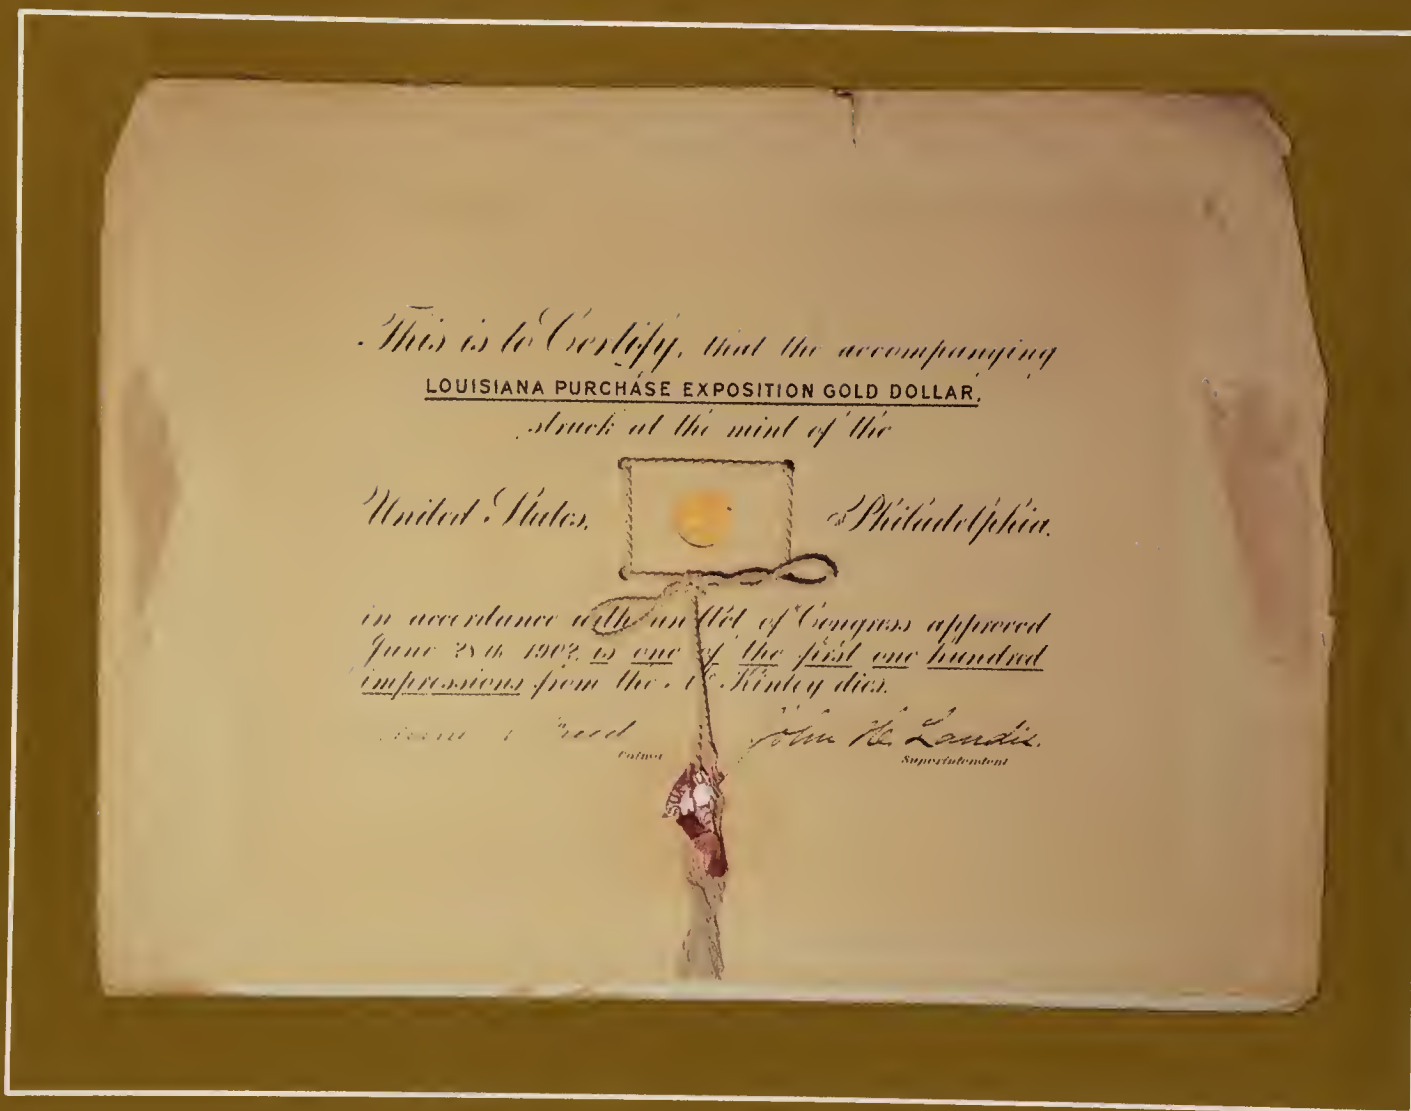 This is to Certify, that the accompanying
LOUISIANA PURCHASE EXPOSITION GOLD DOLLAR,
struck at the mint of the
United States, at Philadelphia.
in accordance with an Act of Congress approved
June 28th 1902, is one of the first one hundred
impressions from the McKinley dies.
John H. Landis.
Coiner
Superintendent